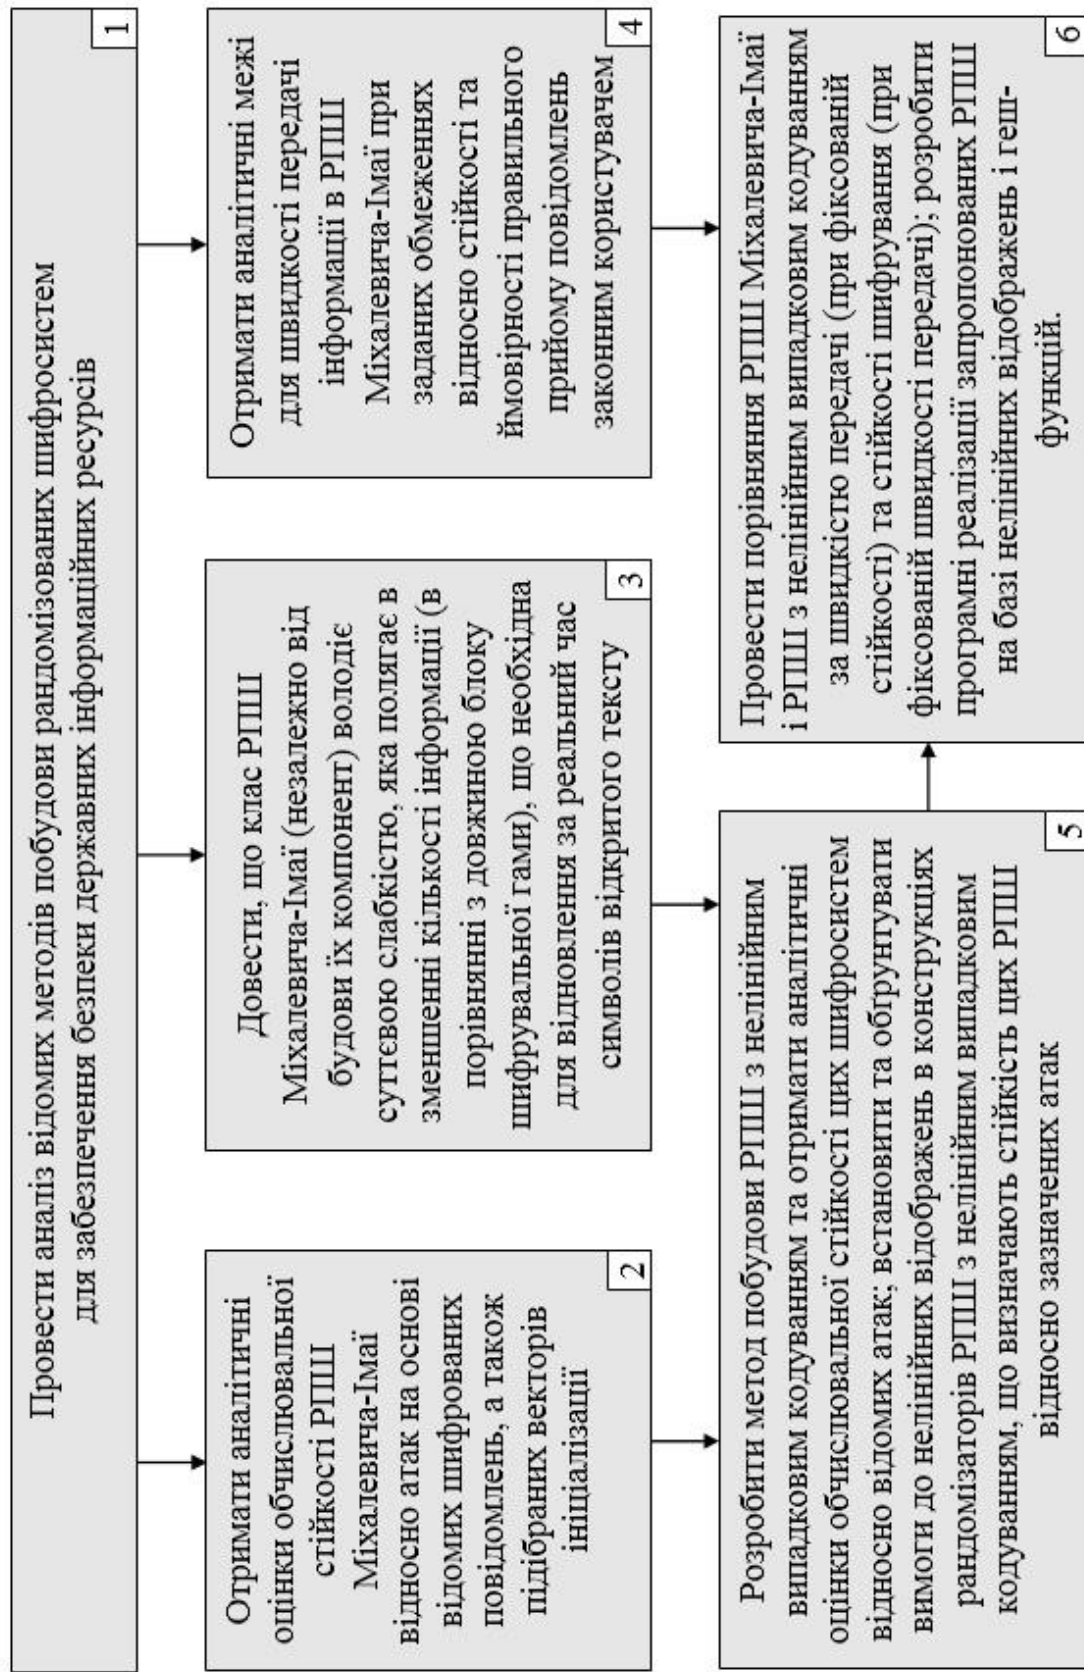 Провести аналіз відомих методів побудови рандомізованих шифросистем
для забезпечення безпеки державних інформаційних ресурсів
1
Отримати аналітичні
оцінки обчислювальної
стійкості РПШ
Міхалевича-Імаї
відносно атак на основі
відомих шифрованих
повідомлень, а також
підібраних векторів
ініціалізації
2
Довести, що клас РПШ
Міхалевича-Імаї (незалежно від
будови їх компонент) володіє
суттєвою слабкістю, яка полягає в
зменшенні кількості інформації (в
порівнянні з довжиною блоку
шифрувальної гами), що необхідна
для відновлення за реальний час
символів відкритого тексту
3
Отримати аналітичні межі
для швидкості передачі
інформації в РПШ
Міхалевича-Імаї при
заданих обмеженнях
відносно стійкості та
ймовірності правильного
прийому повідомлень
законним користувачем
4
Розробити метод побудови РПШ з нелінійним
випадковим кодуванням та отримати аналітичні
оцінки обчислювальної стійкості цих шифросистем
відносно відомих атак; встановити та обґрунтувати
вимоги до нелінійних відображень в конструкціях
рандомізаторів РПШ з нелінійним випадковим
кодуванням, що визначають стійкість цих РПШ
відносно зазначених атак
5
Провести порівняння РПШ Міхалевича-Імаї
і РПШ з нелінійним випадковим кодуванням
за швидкістю передачі (при фіксованій
стійкості) та стійкості шифрування (при
фіксованій швидкості передачі); розробити
програмні реалізації запропонованих РПШ
на базі нелінійних відображень і геш-
функцій.
6